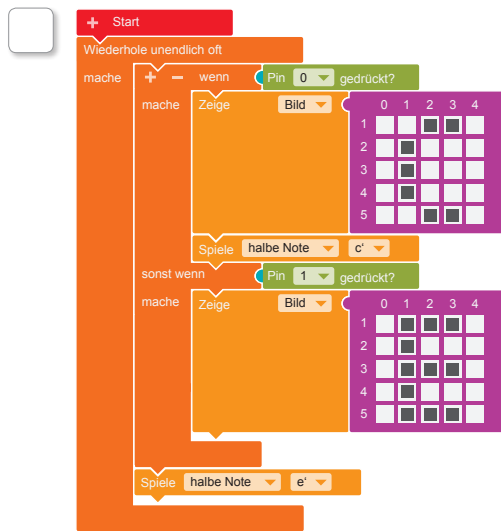 + Start
Wiederhole unendlich oft
mache + − wenn Pin 0 gedrückt?
mache Zeige Bild 0 1 2 3 4
1
2
3
4
5
Spiele halbe Note c‘
sonst wenn Pin 1 gedrückt?
mache Zeige Bild 0 1 2 3 4
1
2
3
4
5
Spiele halbe Note e‘